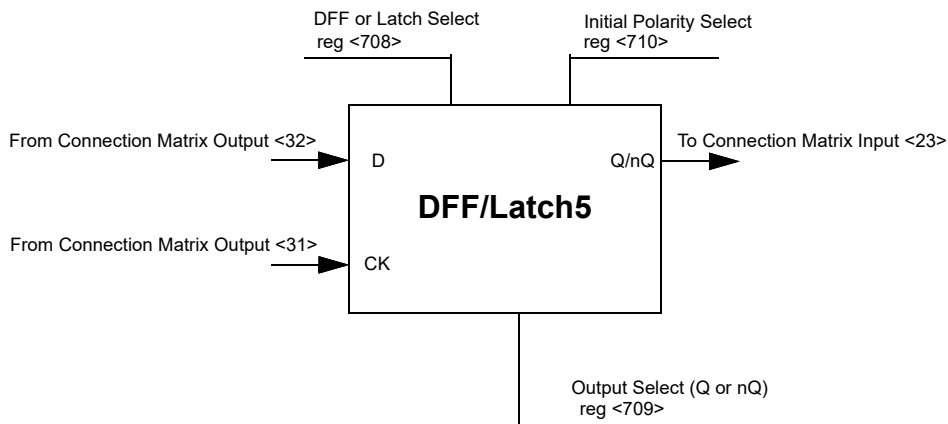 DFF or Latch Select
reg <708>
Initial Polarity Select
reg <710>
From Connection Matrix Output <32>
D
Q/nQ
To Connection Matrix Input <23>
DFF/Latch5
From Connection Matrix Output <31>
CK
Output Select (Q or nQ)
reg <709>